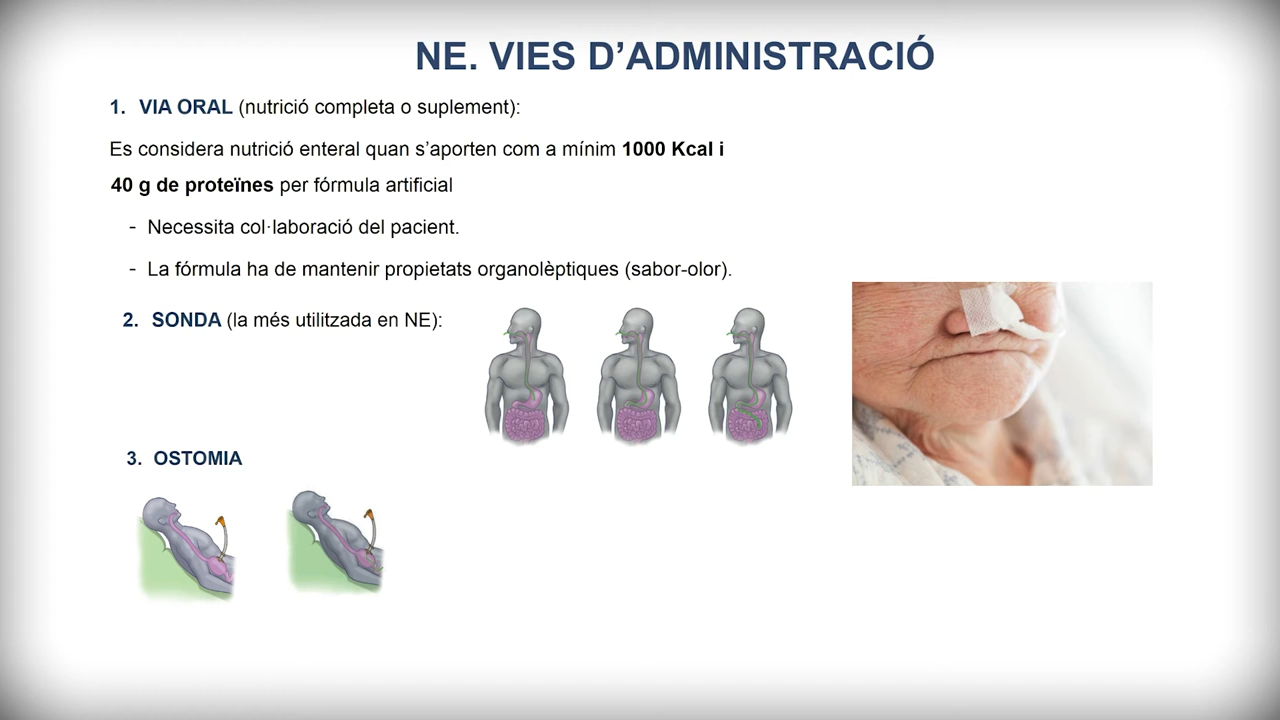 NE. VIES D’ADMINISTRACIÓ
1. VIA ORAL (nutrició completa o suplement):
Es considera nutrició enteral quan s’aporten com a mínim 1000 Kcal i
40 g de proteïnes per fórmula artificial
- Necessita col·laboració del pacient.
- La fórmula ha de mantenir propietats organolèptiques (sabor-olor).
2. SONDA (la més utilitzada en NE):
3. OSTOMIA